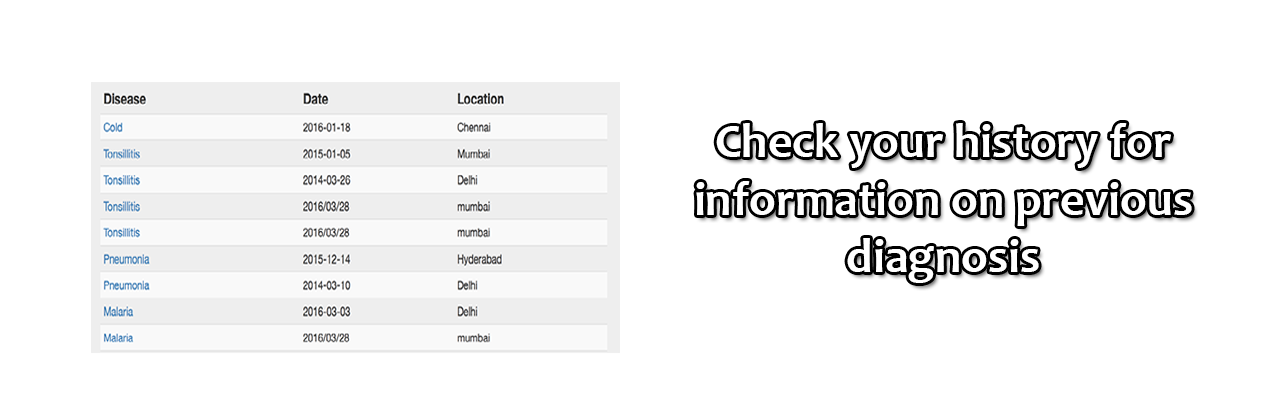 Disease Date Location
Cold 2016-01-18 Chennai
Tonsillitis 2015-01-05 Mumbai
Tonsillitis 2014-03-26 Delhi
Tonsillitis 2016/03/28 mumbai
Tonsillitis 2016/03/28 mumbai
Pneumonia 2015-12-14 Hyderabad
Pneumonia 2014-03-10 Delhi
Malaria 2016-03-03 Delhi
Malaria 2016/03/28 mumbai
Check your history for
information on previous
diagnosis